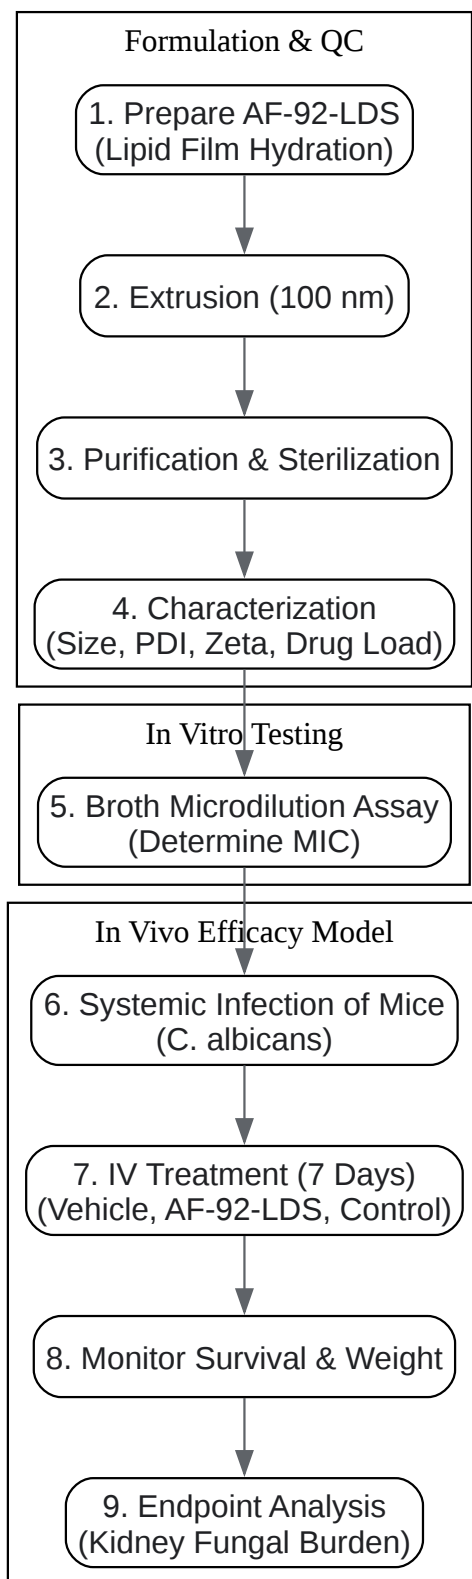 Formulation & QC
1. Prepare AF-92-LDS
(Lipid Film Hydration)
2. Extrusion (100 nm)
3. Purification & Sterilization
4. Characterization
(Size, PDI, Zeta, Drug Load)
In Vitro Testing
5. Broth Microdilution Assay
(Determine MIC)
In Vivo Efficacy Model
6. Systemic Infection of Mice
(C. albicans)
7. IV Treatment (7 Days)
(Vehicle, AF-92-LDS, Control)
8. Monitor Survival & Weight
9. Endpoint Analysis
(Kidney Fungal Burden)